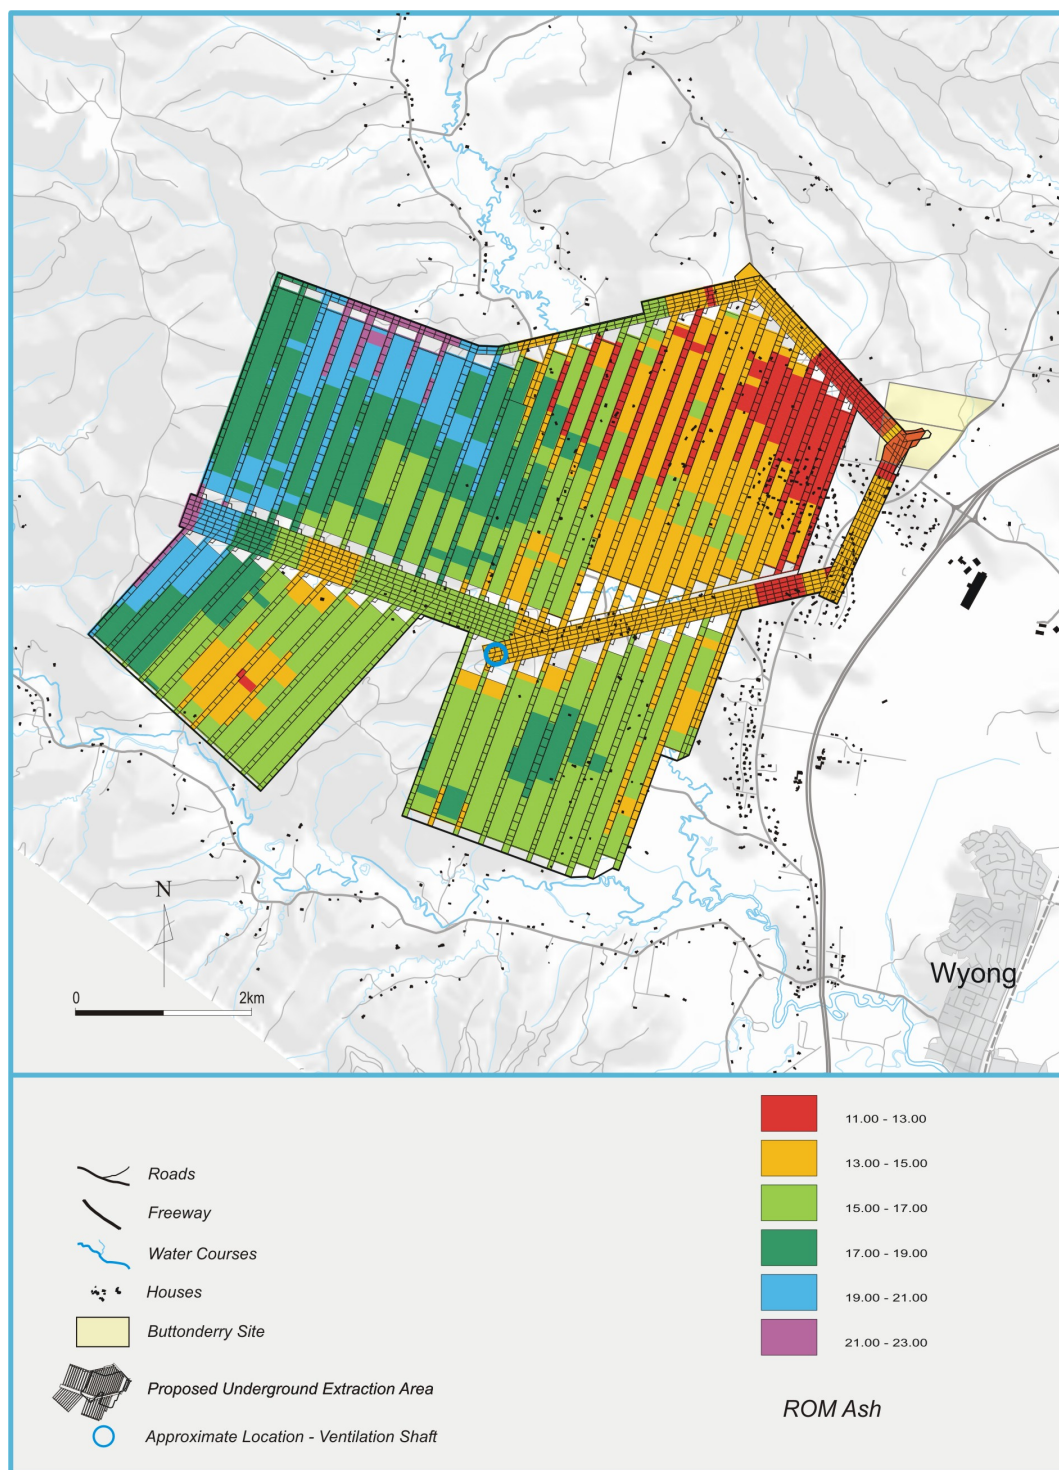 N
0 2km
Wyong
Roads
Freeway
Water Courses
Houses
Buttonderry Site
Proposed Underground Extraction Area
Approximate Location - Ventilation Shaft
11.00 - 13.00
13.00 - 15.00
15.00 - 17.00
17.00 - 19.00
19.00 - 21.00
21.00 - 23.00
ROM Ash